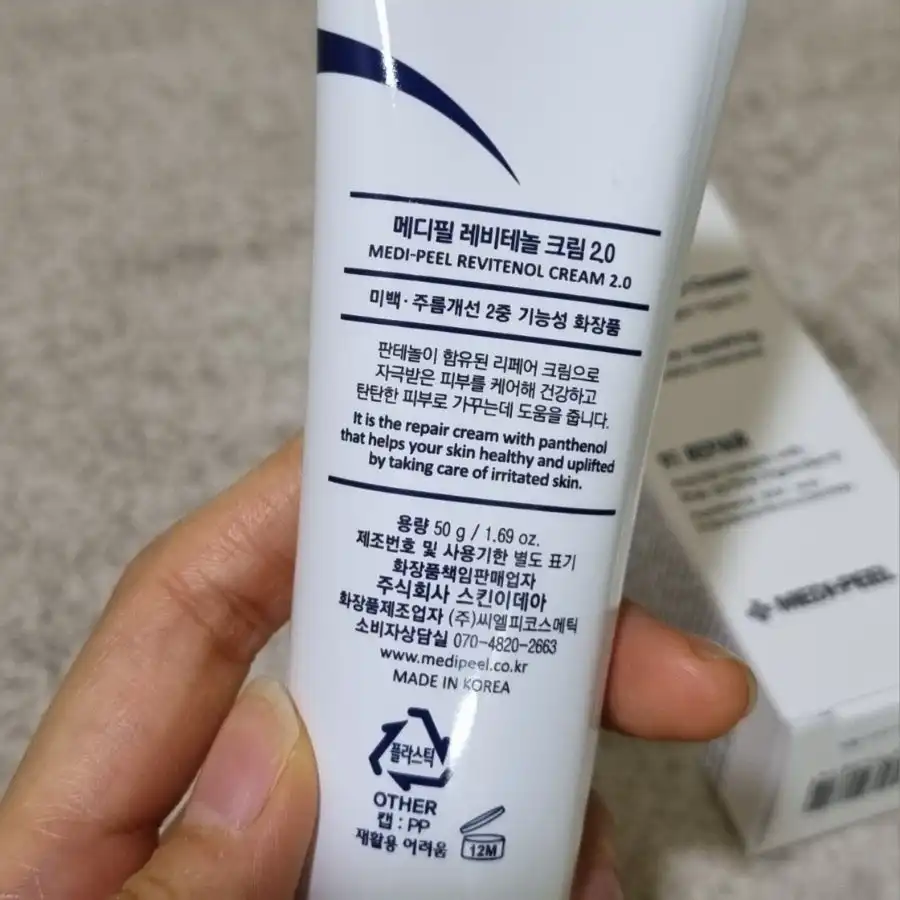 메디필 레비테놀 크림 2.0
MEDI-PEEL REVITENOL CREAM 2.0
미백·주름개선 2중 기능성 화장품
판테놀이 함유된 리페어 크림으로
자극받은 피부를 케어해 건강하고
탄탄한 피부로 가꾸는데 도움을 줍니다.
It is the repair cream with panthenol
that helps your skin healthy and uplifted
by taking care of irritated skin.
용량 50 g / 1.69 oz.
제조번호 및 사용기한 별도 표기
화장품책임판매업자
주식회사 스킨이데아
화장품제조업자 (주)씨엘피코스메틱
소비자상담실 070-4820-2663
www.medipeel.co.kr
MADE IN KOREA
플라스틱
OTHER
캡 : PP
재활용 어려움
12M
REPAIR
MEDI-PEEL